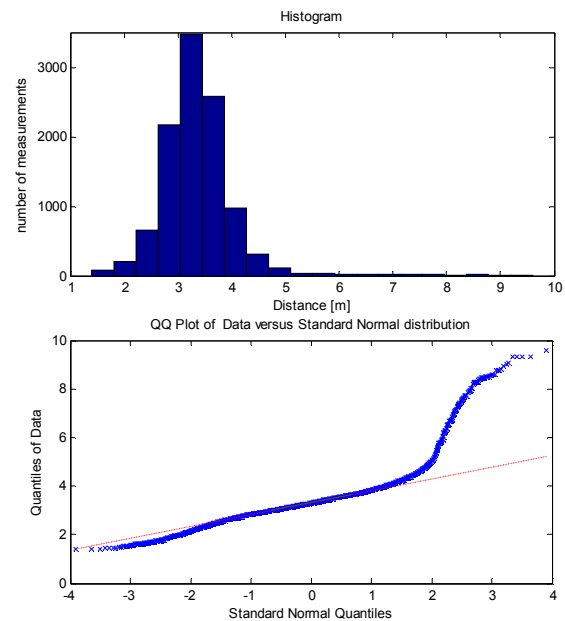 Histogram
number of measurements
3000
2000
1000
0
1 2 3 4 5 6 7 8 9 10
Distance [m]
QQ Plot of Data versus Standard Normal distribution
Quantiles of Data
10
8
6
4
2
0
-4 -3 -2 -1 0 1 2 3 4
Standard Normal Quantiles